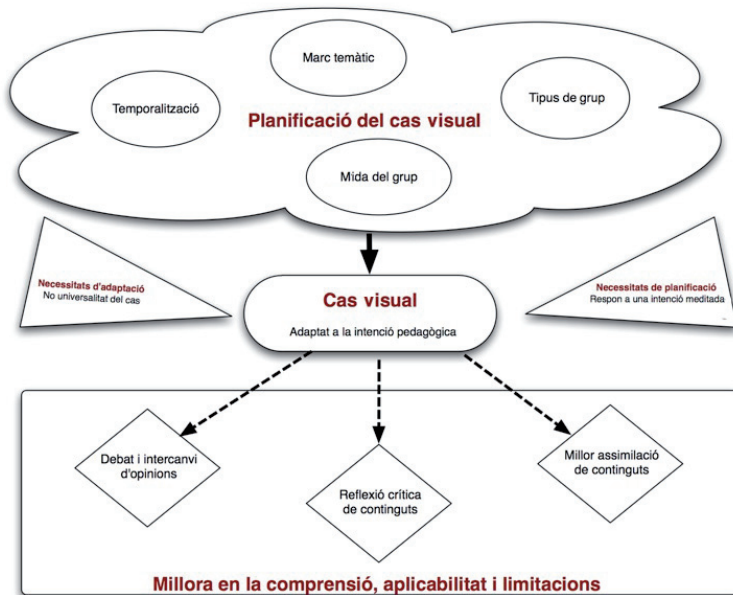 Marc temàtic
Temporalització
Tipus de grup
Planificació del cas visual
Mida del grup
Necessitats d'adaptació
No universalitat del cas
Necessitats de planificació
Respon a una intenció meditada
Cas visual
Adaptat a la intenció pedagògica
Debat i intercanvi
d'opinions
Reflexió crítica
de continguts
Millor assimilació
de continguts
Millora en la comprensió, aplicabilitat i limitacions